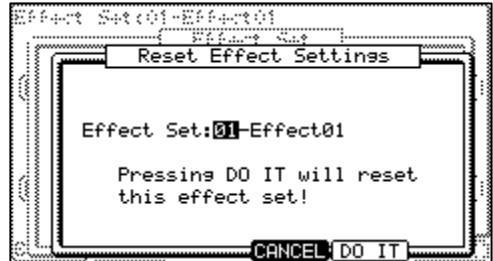 Effect Set:01-Effect01
Effect Set
Reset Effect Settings
Effect Set:01-Effect01
Pressing DO IT will reset
this effect set!
CANCEL DO IT